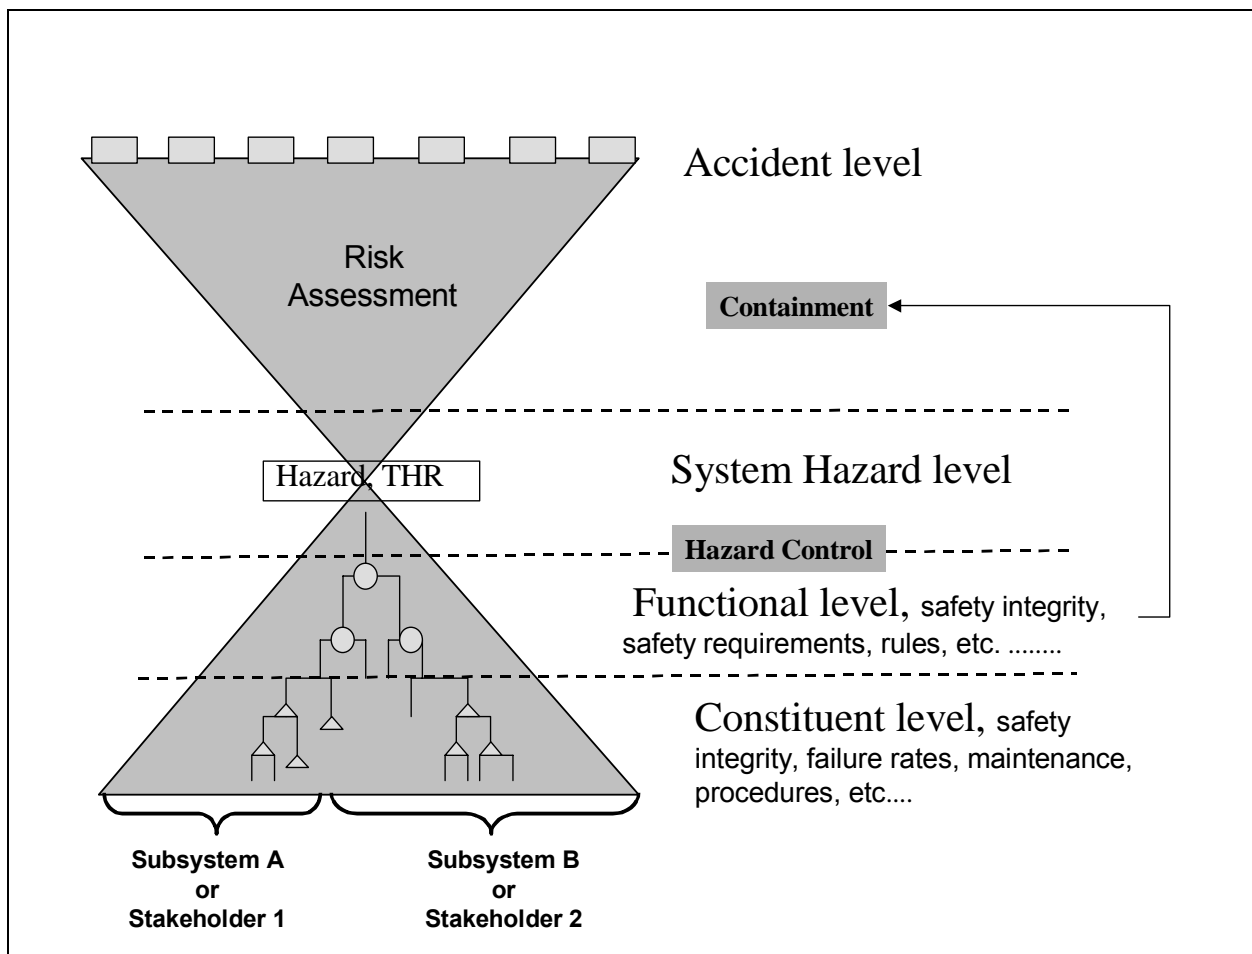 Accident level
Risk
Assessment
Containment
Hazard, THR
System Hazard level
Hazard Control
Functional level, safety integrity,
safety requirements, rules, etc. ........
Constituent level, safety
integrity, failure rates, maintenance,
procedures, etc....
Subsystem A
or
Stakeholder 1
Subsystem B
or
Stakeholder 2